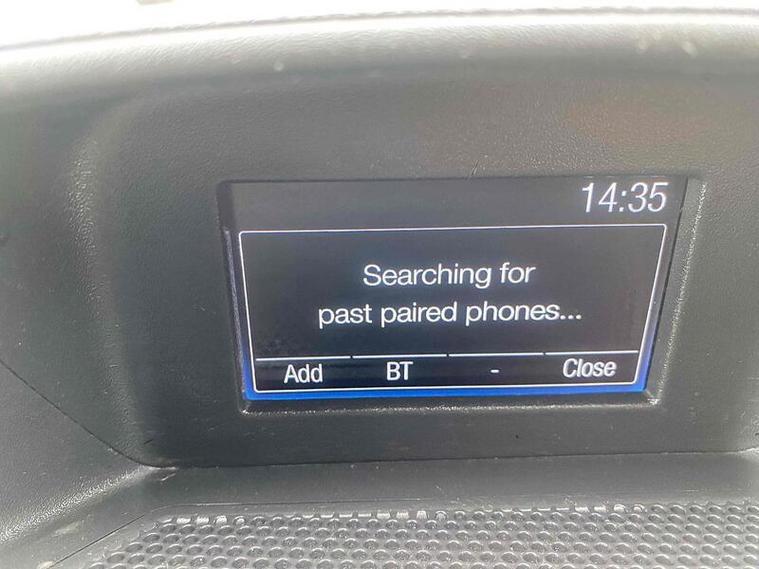 14:35
Searching for
past paired phones...
Add BT - Close